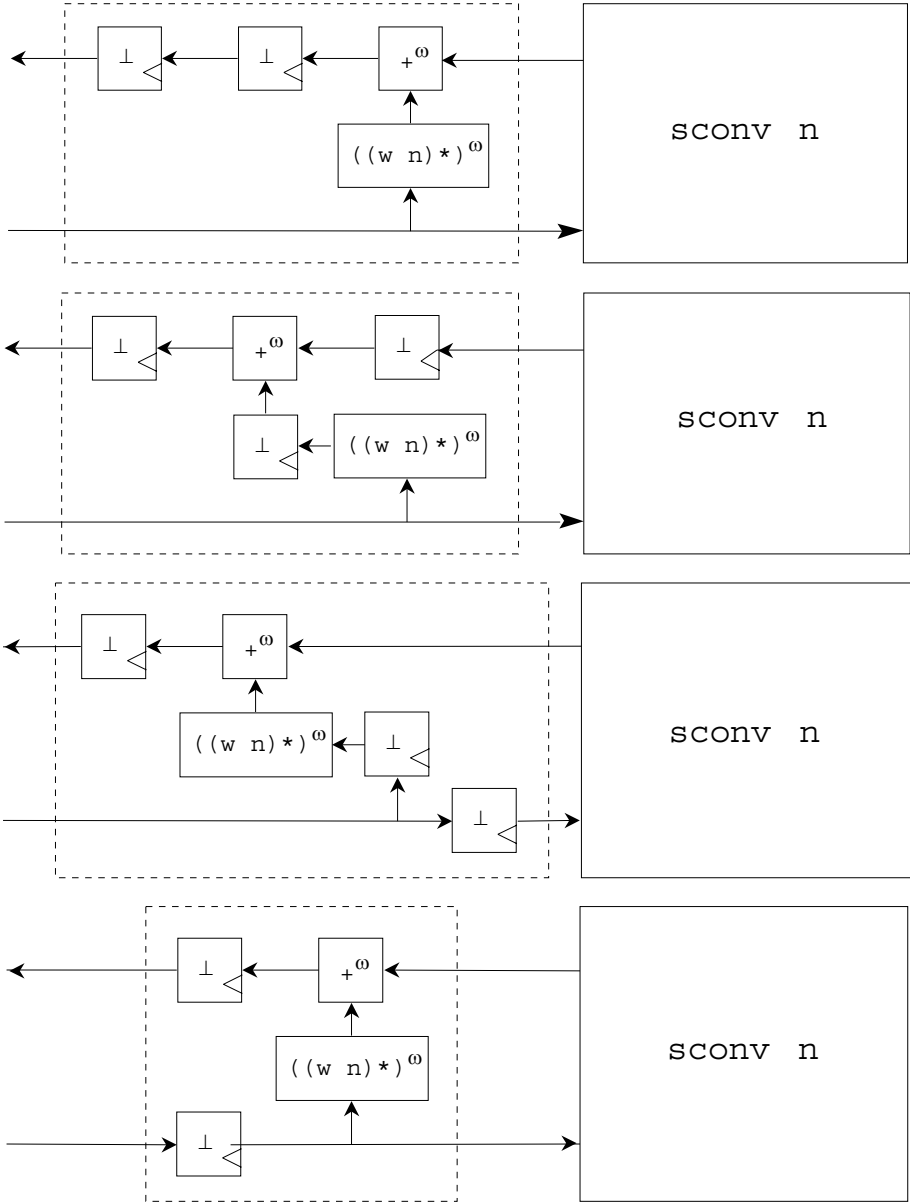 ⊥ ⊥ +ω sconv n
((w n)*)ω
⊥ +ω ⊥ sconv n
⊥ ((w n)*)ω
⊥ +ω sconv n
((w n)*)ω ⊥
⊥
⊥ +ω sconv n
((w n)*)ω
⊥